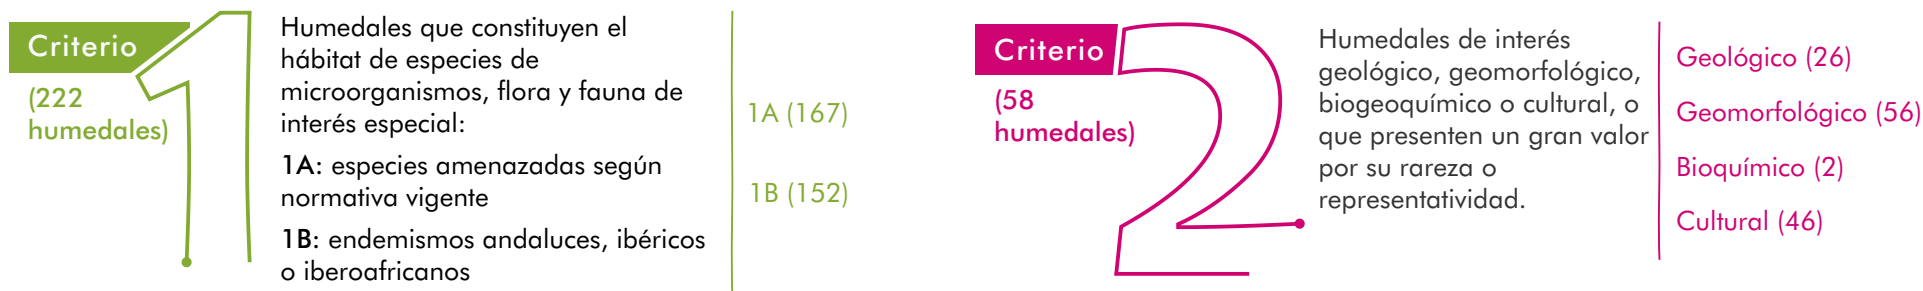 Criterio
1
(222
humedales)
Humedales que constituyen el
hábitat de especies de
microorganismos, flora y fauna de
interés especial:
1A: especies amenazadas según
normativa vigente
1B: endemismos andaluces, ibéricos
o iberoafricanos
1A (167)
1B (152)
Criterio
2
(58
humedales)
Humedales de interés
geológico, geomorfológico,
biogeoquímico o cultural, o
que presenten un gran valor
por su rareza o
representatividad.
Geológico (26)
Geomorfológico (56)
Bioquímico (2)
Cultural (46)